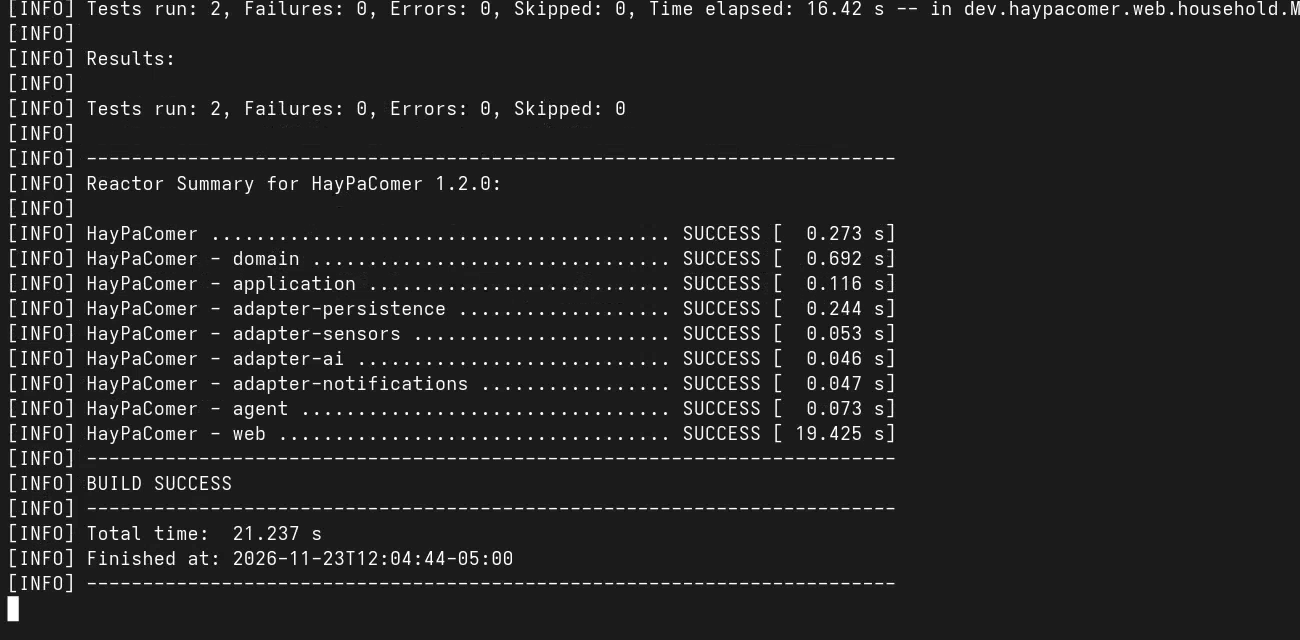 [INFO] Tests run: 2, Failures: 0, Errors: 0, Skipped: 0, Time elapsed: 16.42 s -- in dev.haypacomer.web.household.M
[INFO]
[INFO] Results:
[INFO]
[INFO] Tests run: 2, Failures: 0, Errors: 0, Skipped: 0
[INFO]
[INFO] ------------------------------------------------------------------------
[INFO] Reactor Summary for HayPaComer 1.2.0:
[INFO]
[INFO] HayPaComer ......................................... SUCCESS [  0.273 s]
[INFO] HayPaComer - domain ................................ SUCCESS [  0.692 s]
[INFO] HayPaComer - application ........................... SUCCESS [  0.116 s]
[INFO] HayPaComer - adapter-persistence ................... SUCCESS [  0.244 s]
[INFO] HayPaComer - adapter-sensors ....................... SUCCESS [  0.053 s]
[INFO] HayPaComer - adapter-ai ............................ SUCCESS [  0.046 s]
[INFO] HayPaComer - adapter-notifications ................. SUCCESS [  0.047 s]
[INFO] HayPaComer - agent ................................. SUCCESS [  0.073 s]
[INFO] HayPaComer - web ................................... SUCCESS [ 19.425 s]
[INFO] ------------------------------------------------------------------------
[INFO] BUILD SUCCESS
[INFO] ------------------------------------------------------------------------
[INFO] Total time:  21.237 s
[INFO] Finished at: 2026-11-23T12:04:44-05:00
[INFO] ------------------------------------------------------------------------